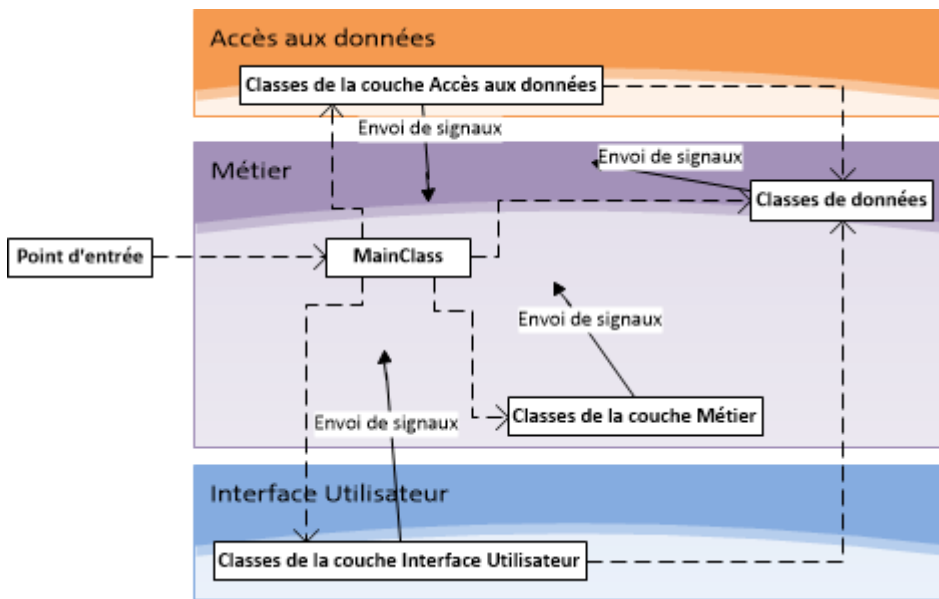 Accès aux données
Classes de la couche Accès aux données
Envoi de signaux
Métier
Envoi de signaux
Classes de données
Point d'entrée
MainClass
Envoi de signaux
Classes de la couche Métier
Envoi de signaux
Interface Utilisateur
Classes de la couche Interface Utilisateur